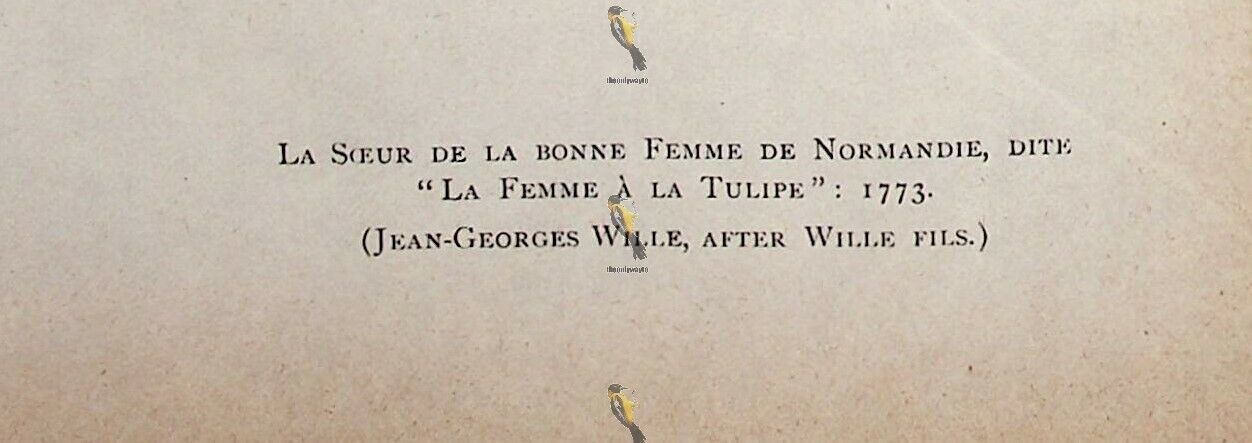 La Sœur de la bonne Femme de Normandie, dite
“La Femme à la Tulipe”: 1773.
(Jean-Georges Wille, after Wille fils.)